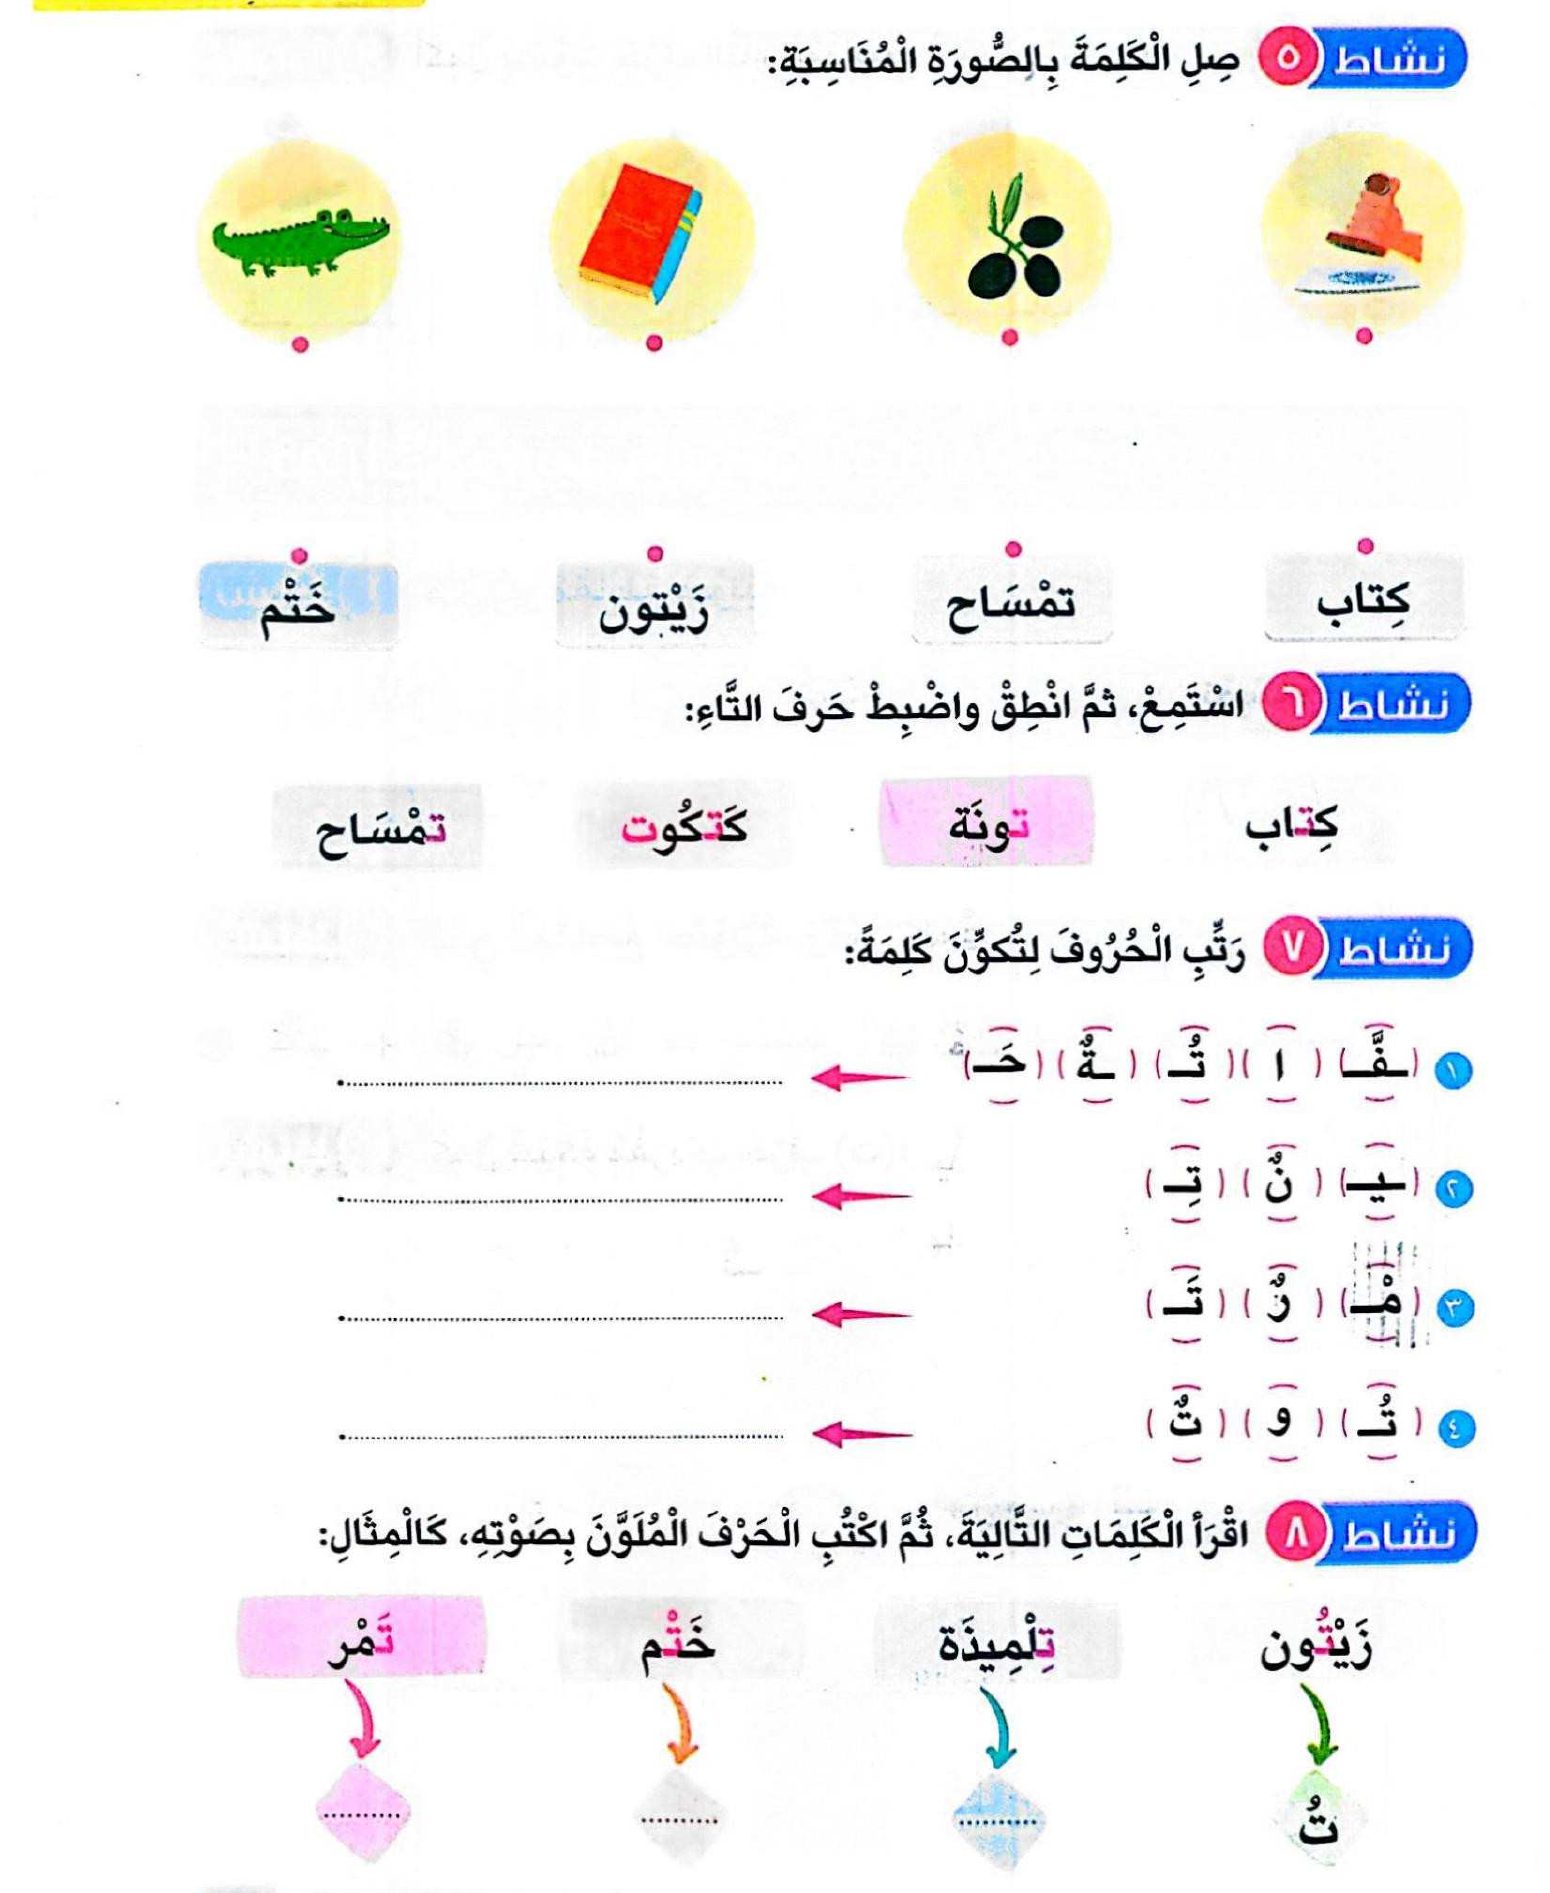 نشاط ٥ صِلِ الْكَلِمَةَ بِالصُّورَةِ الْمُنَاسِبَةِ:
كِتاب تمْسَاح زَيْتون خَتْم
نشاط ٦ اسْتَمِعْ، ثمَّ انْطِقْ واضْبِطْ حَرفَ التَّاءِ:
كِتاب تونَة كَتكُوت تمْسَاح
نشاط ٧ رَتِّبِ الْحُرُوفَ لِتُكوِّنَ كَلِمَةً:
١ (ـفَّـ) (ا) (تُـ) (ـةٌ) (حَـ)
٢ (ـيـ) (نٌ) (تِـ)
٣ (ـمْـ) (رٌ) (تَـ)
٤ (تُـ) (و) (تٌ)
نشاط ٨ اقْرَأ الْكَلِمَاتِ التَّالِيَةَ، ثُمَّ اكْتُبِ الْحَرْفَ الْمُلَوَّنَ بِصَوْتِهِ، كَالْمِثَالِ:
زَيْتُون تِلْمِيذَة خَتْم تَمْر
تُ